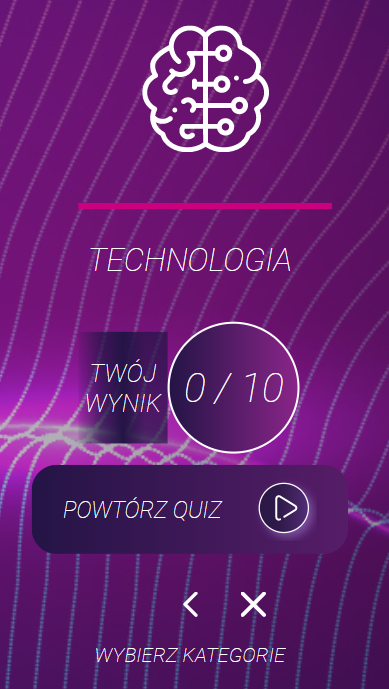 TECHNOLOGIA
TWÓJ
WYNIK
0 / 10
POWTÓRZ QUIZ
WYBIERZ KATEGORIE